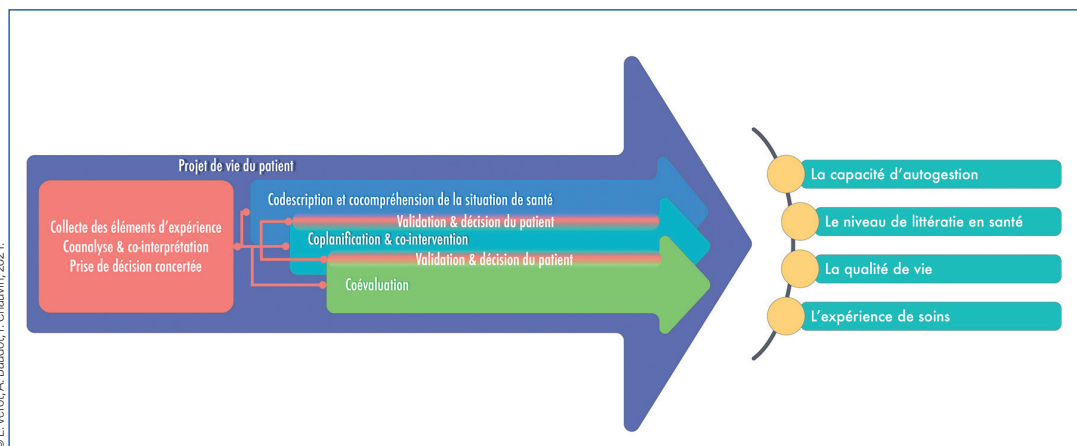 Projet de vie du patient
Collecte des éléments d'expérience
Coanalyse & co-interprétation
Prise de décision concertée
Codescription et cocompréhension de la situation de santé
Validation & décision du patient
Coplanification & co-intervention
Validation & décision du patient
Coévaluation
La capacité d'autogestion
Le niveau de littératie en santé
La qualité de vie
L'expérience de soins
2021.